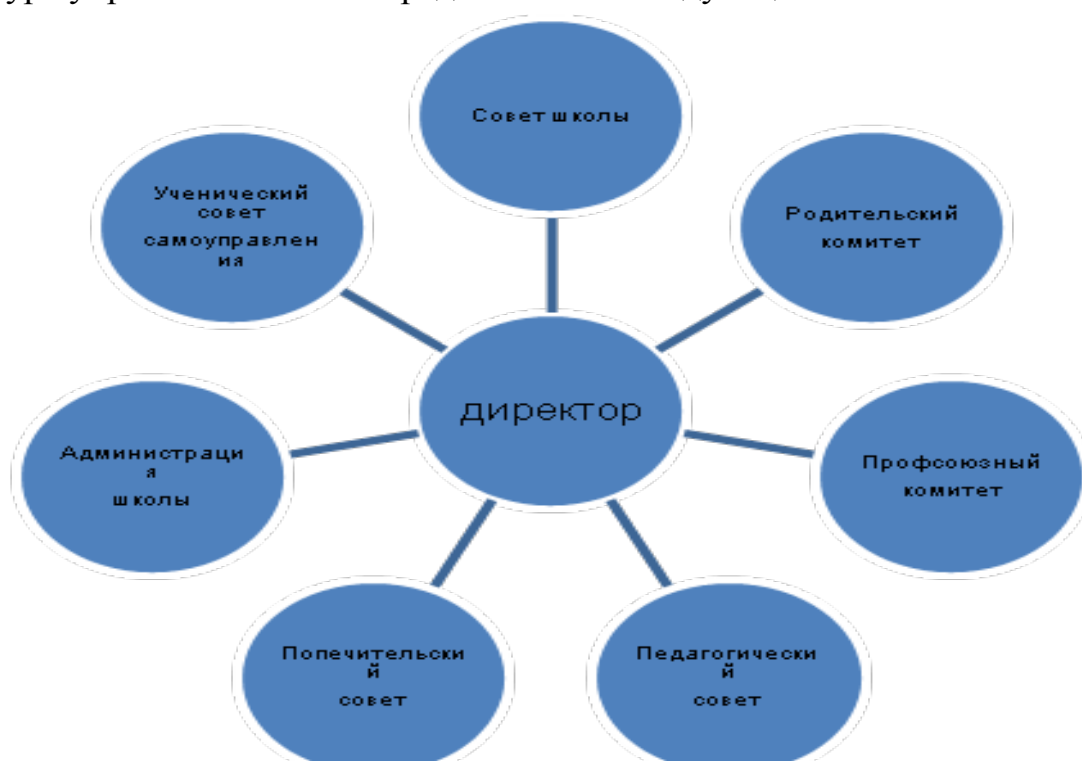 Совет школы
Ученический
совет
самоуправлен
ия
Родительский
комитет
директор
Администраци
я
школы
Профсоюзный
комитет
Попечительски
й
совет
Педагогически
й
совет